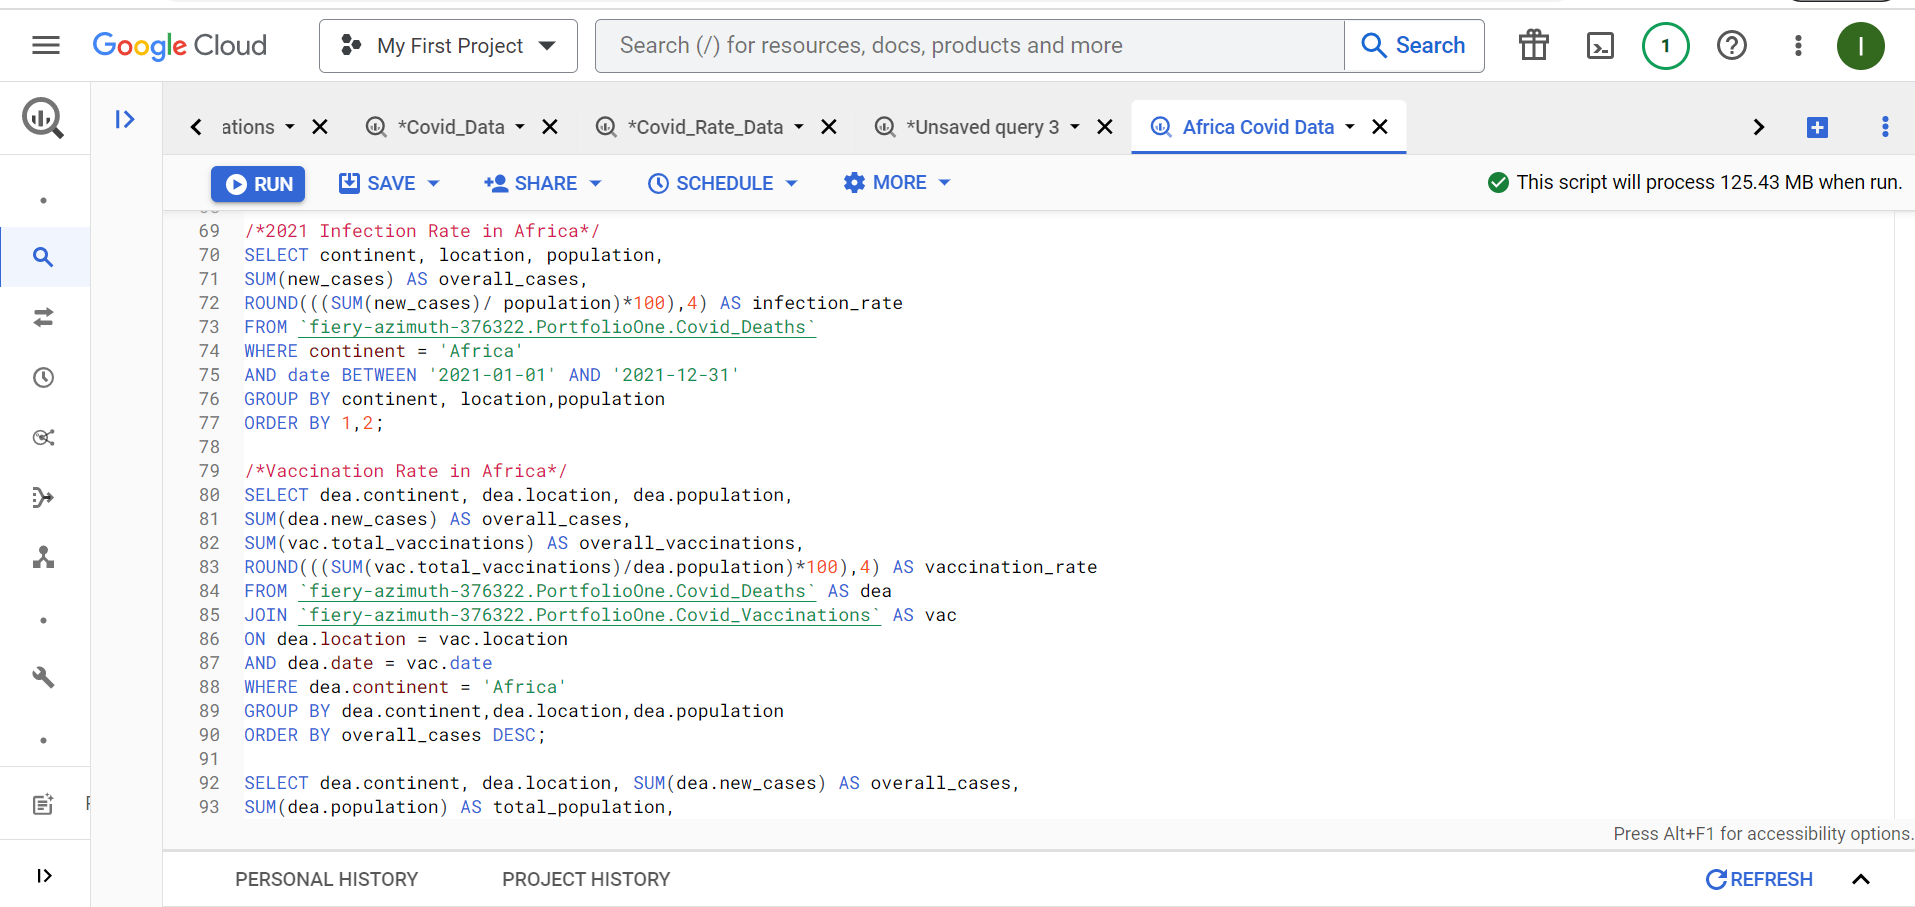 Google Cloud
My First Project
Search (/) for resources, docs, products and more
Search
1
I
ations
*Covid_Data
*Covid_Rate_Data
*Unsaved query 3
Africa Covid Data
RUN
SAVE
SHARE
SCHEDULE
MORE
This script will process 125.43 MB when run.
69 /*2021 Infection Rate in Africa*/
70 SELECT continent, location, population,
71 SUM(new_cases) AS overall_cases,
72 ROUND(((SUM(new_cases)/ population)*100),4) AS infection_rate
73 FROM `fiery-azimuth-376322.PortfolioOne.Covid_Deaths`
74 WHERE continent = 'Africa'
75 AND date BETWEEN '2021-01-01' AND '2021-12-31'
76 GROUP BY continent, location,population
77 ORDER BY 1,2;
78
79 /*Vaccination Rate in Africa*/
80 SELECT dea.continent, dea.location, dea.population,
81 SUM(dea.new_cases) AS overall_cases,
82 SUM(vac.total_vaccinations) AS overall_vaccinations,
83 ROUND(((SUM(vac.total_vaccinations)/dea.population)*100),4) AS vaccination_rate
84 FROM `fiery-azimuth-376322.PortfolioOne.Covid_Deaths` AS dea
85 JOIN `fiery-azimuth-376322.PortfolioOne.Covid_Vaccinations` AS vac
86 ON dea.location = vac.location
87 AND dea.date = vac.date
88 WHERE dea.continent = 'Africa'
89 GROUP BY dea.continent,dea.location,dea.population
90 ORDER BY overall_cases DESC;
91
92 SELECT dea.continent, dea.location, SUM(dea.new_cases) AS overall_cases,
93 SUM(dea.population) AS total_population,
Press Alt+F1 for accessibility options.
PERSONAL HISTORY
PROJECT HISTORY
REFRESH